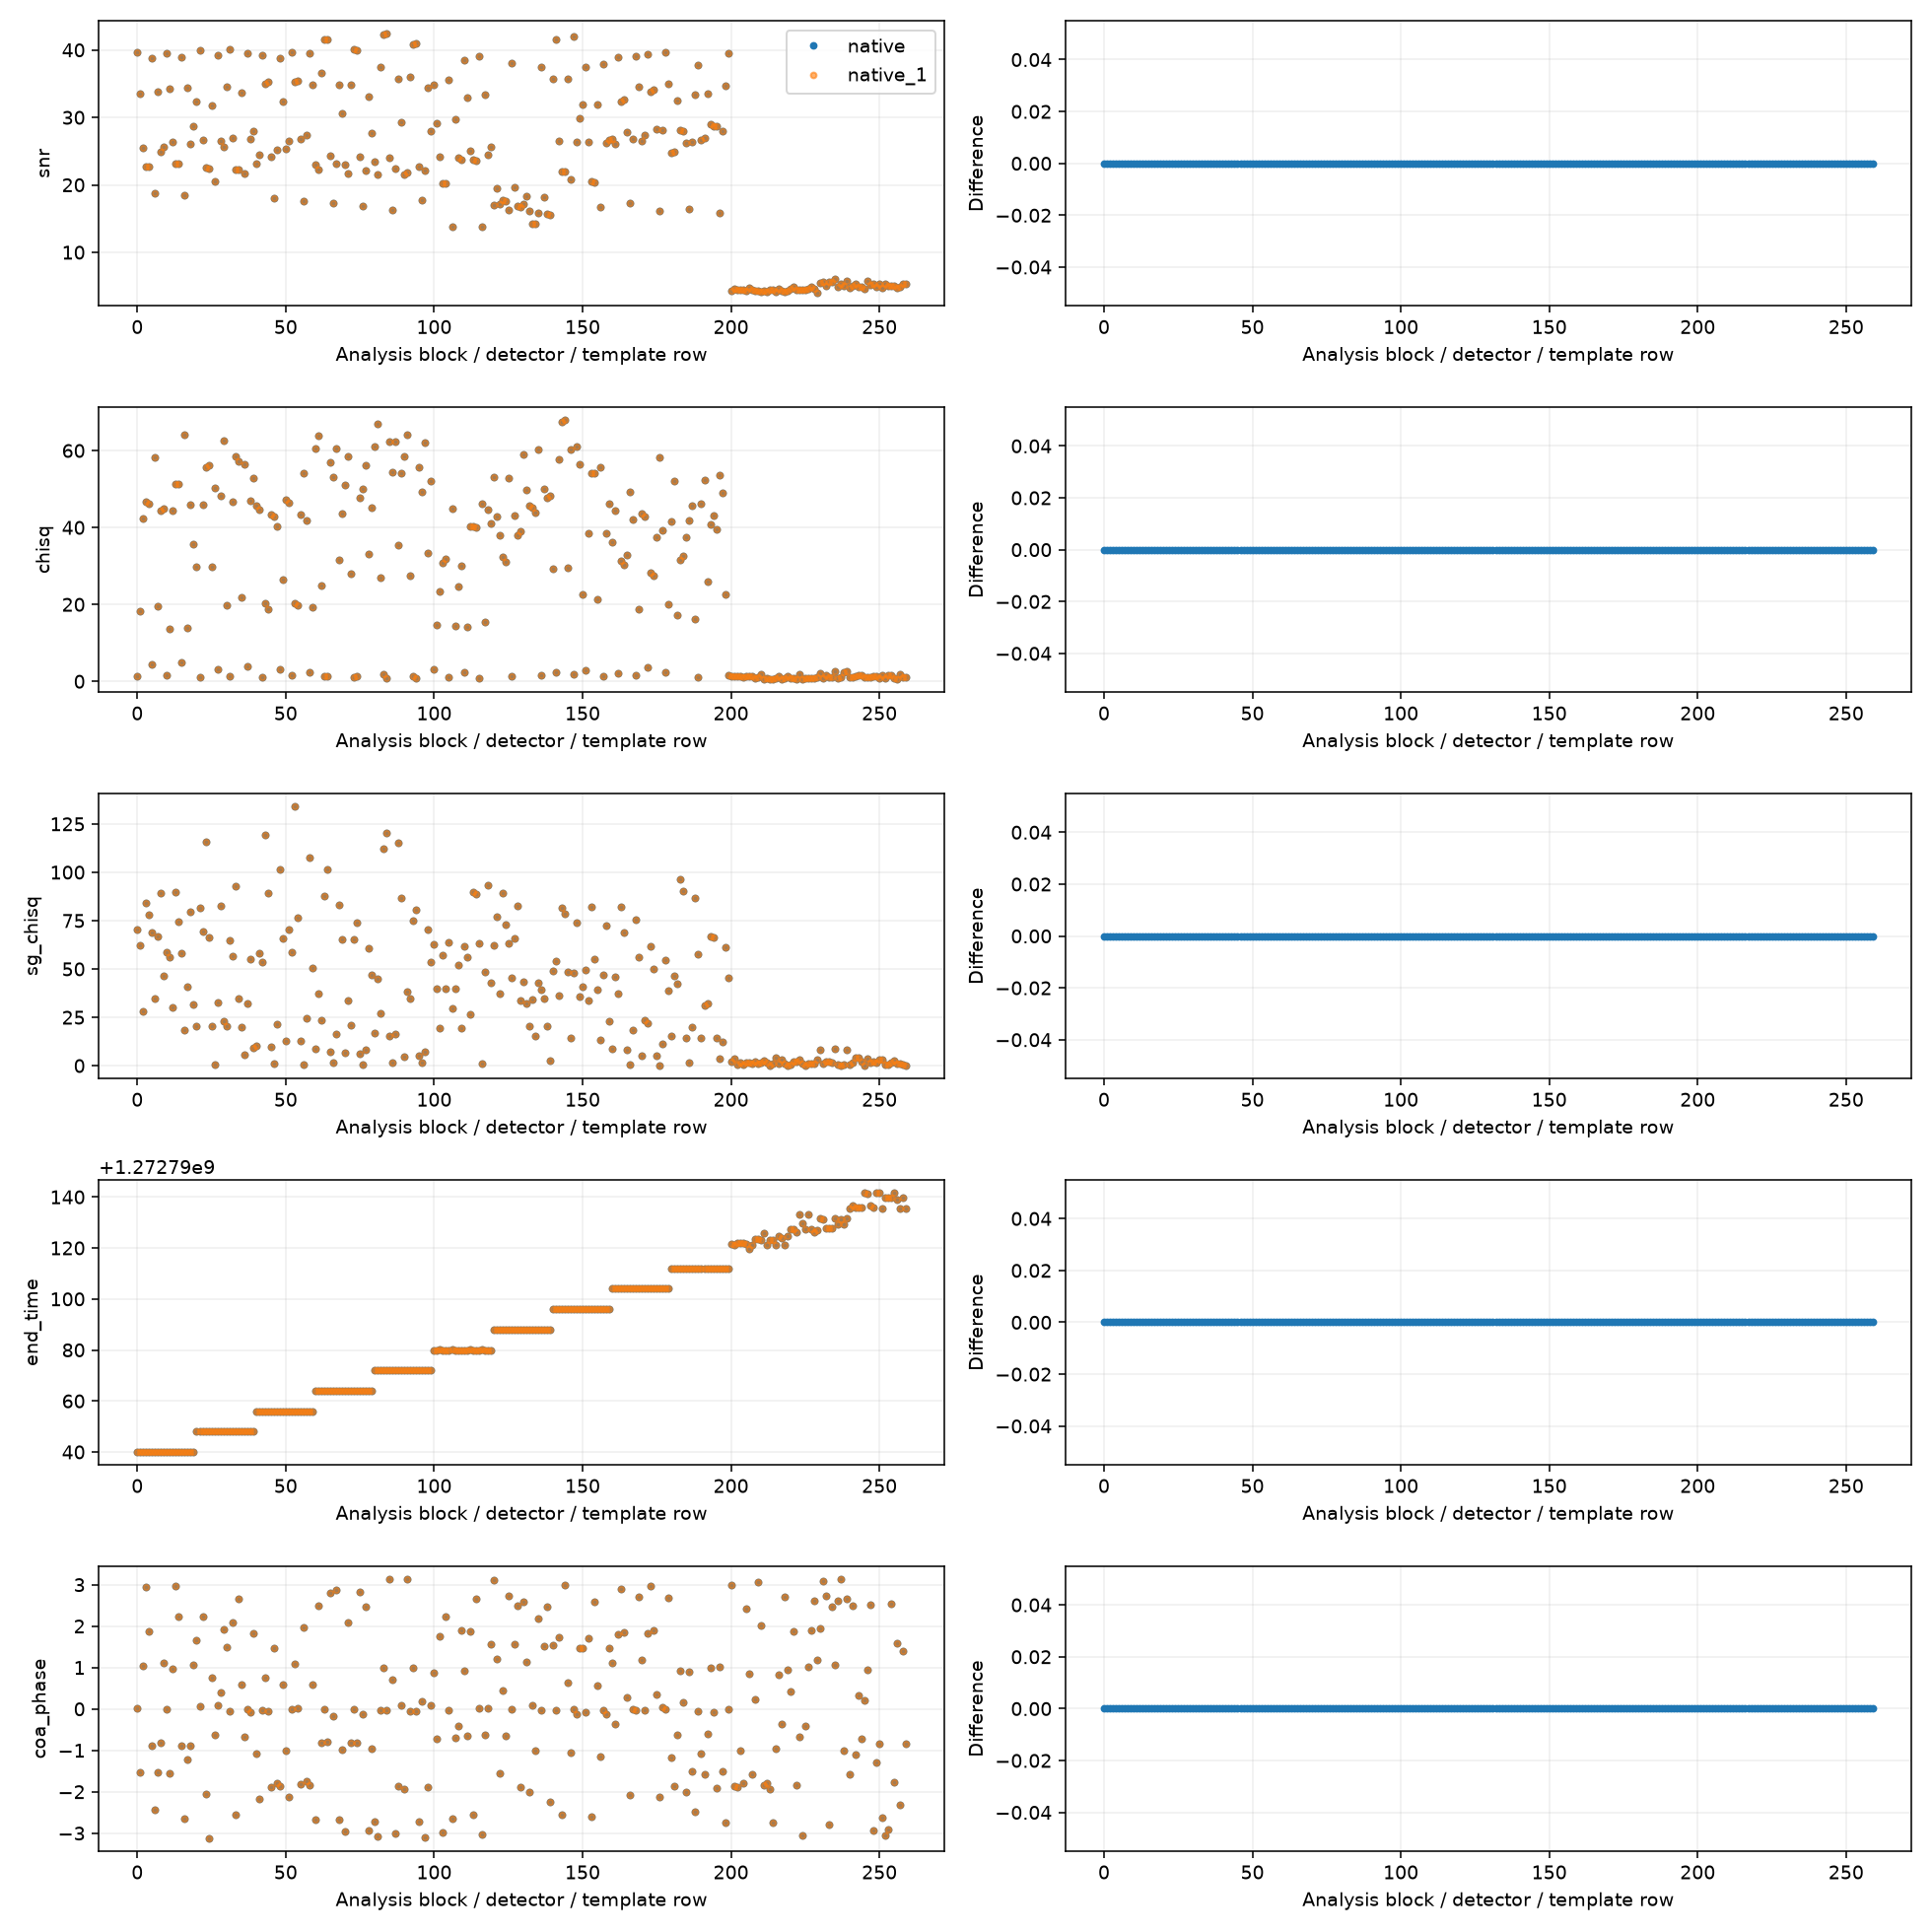 40
30
20
10
snr
native
native_1
0 50 100 150 200 250
Analysis block / detector / template row
0.04
0.02
0.00
−0.02
−0.04
Difference
0 50 100 150 200 250
Analysis block / detector / template row
60
40
20
0
chisq
0 50 100 150 200 250
Analysis block / detector / template row
0.04
0.02
0.00
−0.02
−0.04
Difference
0 50 100 150 200 250
Analysis block / detector / template row
125
100
75
50
25
0
sg_chisq
0 50 100 150 200 250
Analysis block / detector / template row
0.04
0.02
0.00
−0.02
−0.04
Difference
0 50 100 150 200 250
Analysis block / detector / template row
+1.27279e9
140
120
100
80
60
40
end_time
0 50 100 150 200 250
Analysis block / detector / template row
0.04
0.02
0.00
−0.02
−0.04
Difference
0 50 100 150 200 250
Analysis block / detector / template row
3
2
1
0
−1
−2
−3
coa_phase
0 50 100 150 200 250
Analysis block / detector / template row
0.04
0.02
0.00
−0.02
−0.04
Difference
0 50 100 150 200 250
Analysis block / detector / template row